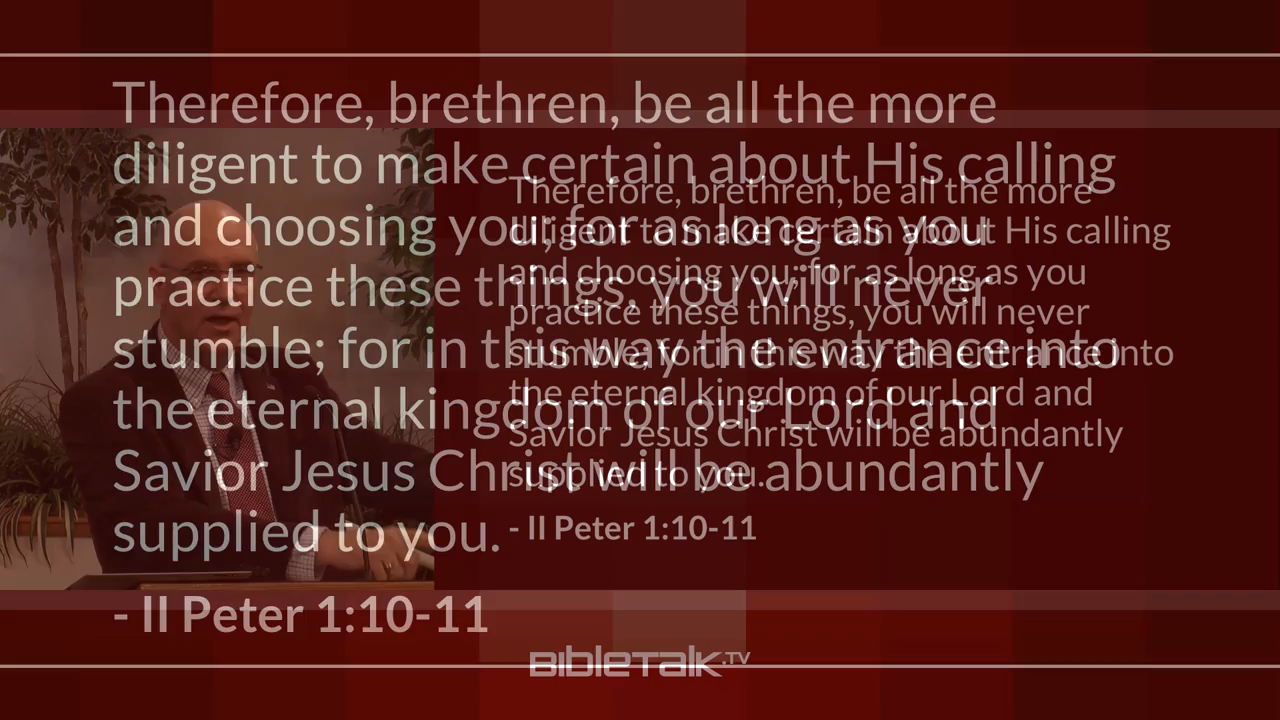 Therefore, brethren, be all the more
diligent to make certain about His calling
and choosing you; for as long as you
practice these things, you will never
stumble; for in this way the entrance into
the eternal kingdom of our Lord and
Savior Jesus Christ will be abundantly
supplied to you.
- II Peter 1:10-11
Therefore, brethren, be all the more
diligent to make certain about His calling
and choosing you; for as long as you
practice these things, you will never
stumble; for in this way the entrance into
the eternal kingdom of our Lord and
Savior Jesus Christ will be abundantly
supplied to you.
- II Peter 1:10-11
BIBLETALK.TV